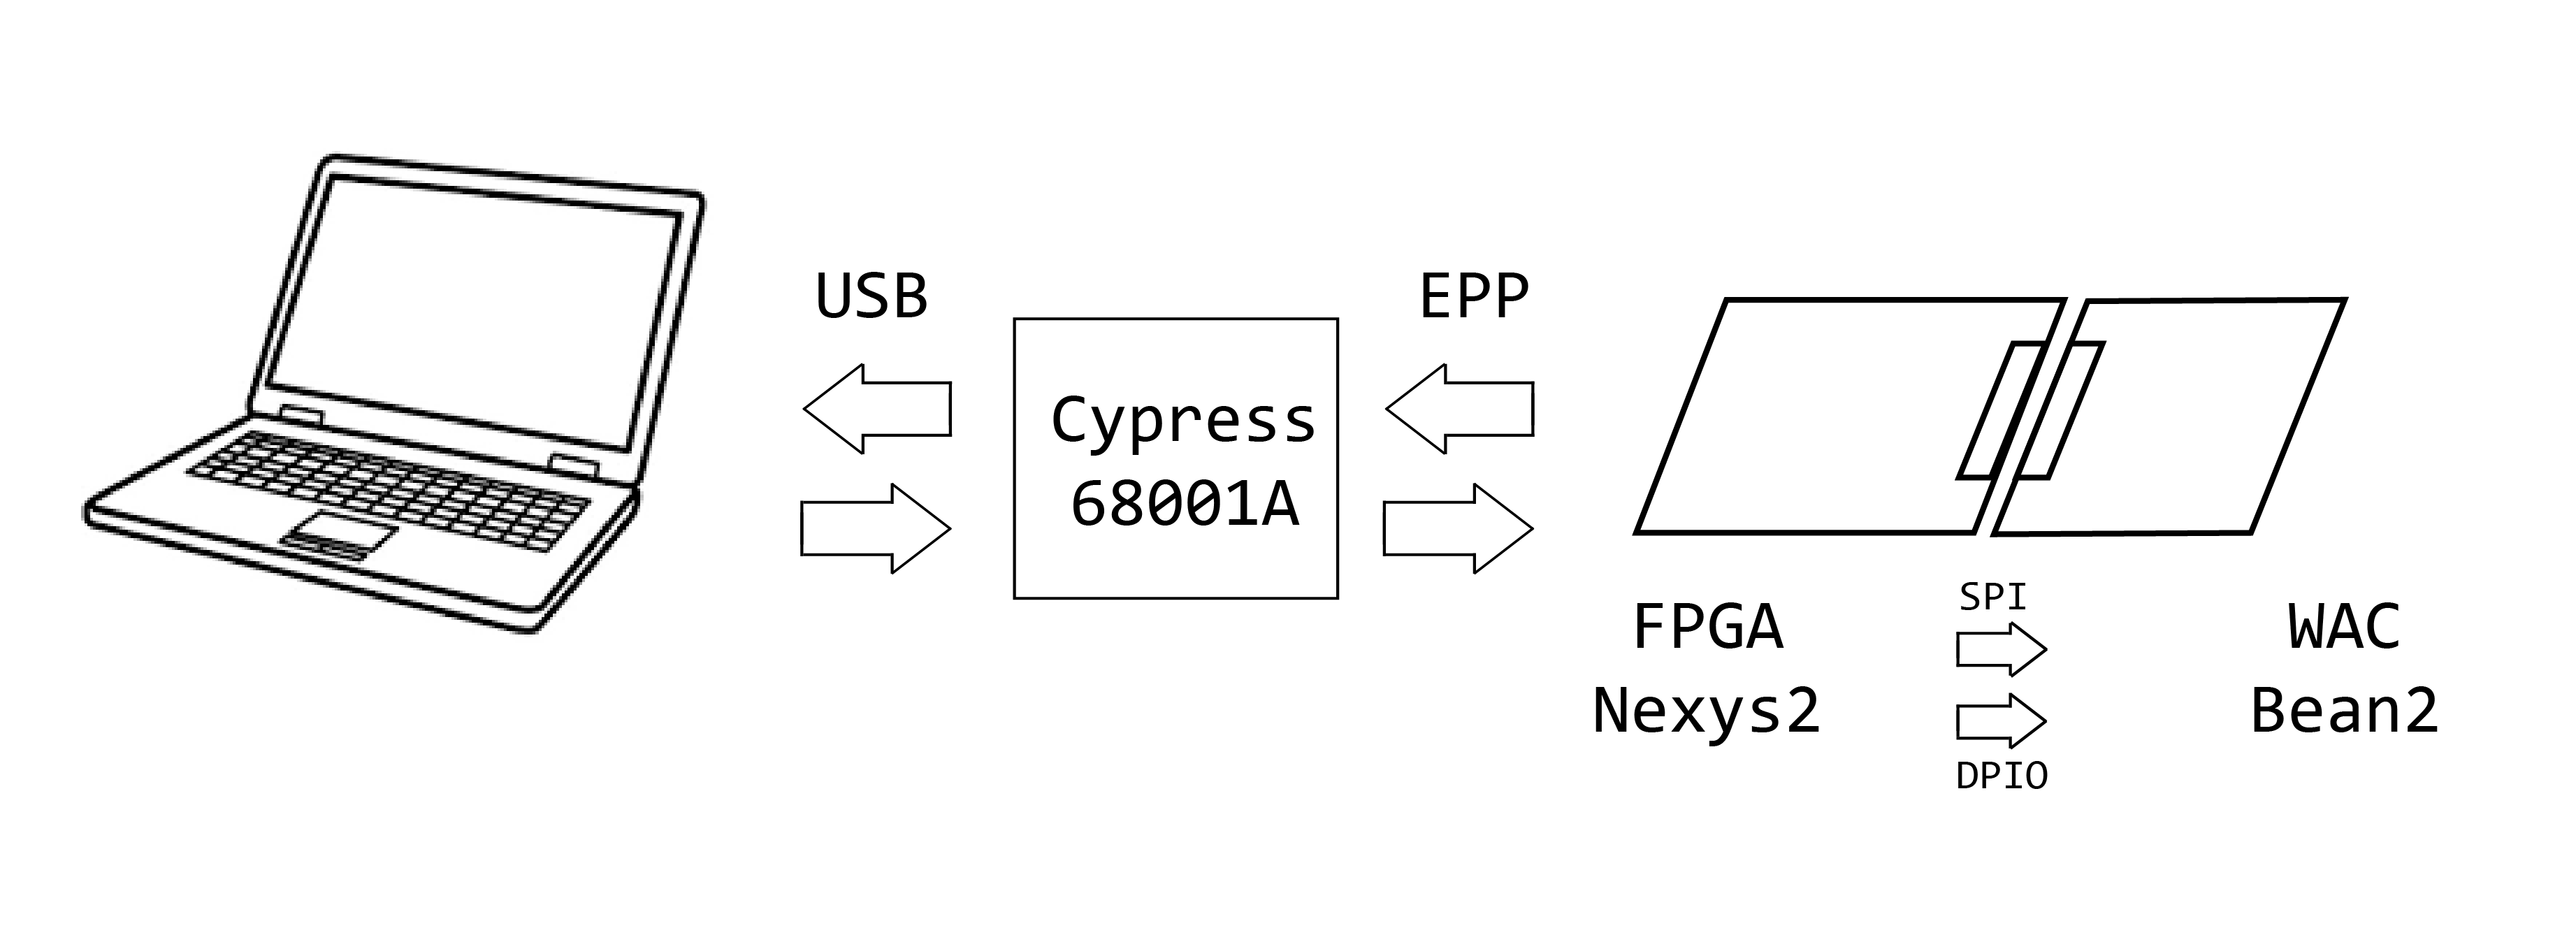 USB
EPP
Cypress
68001A
FPGA
Nexys2
SPI
DPIO
WAC
Bean2